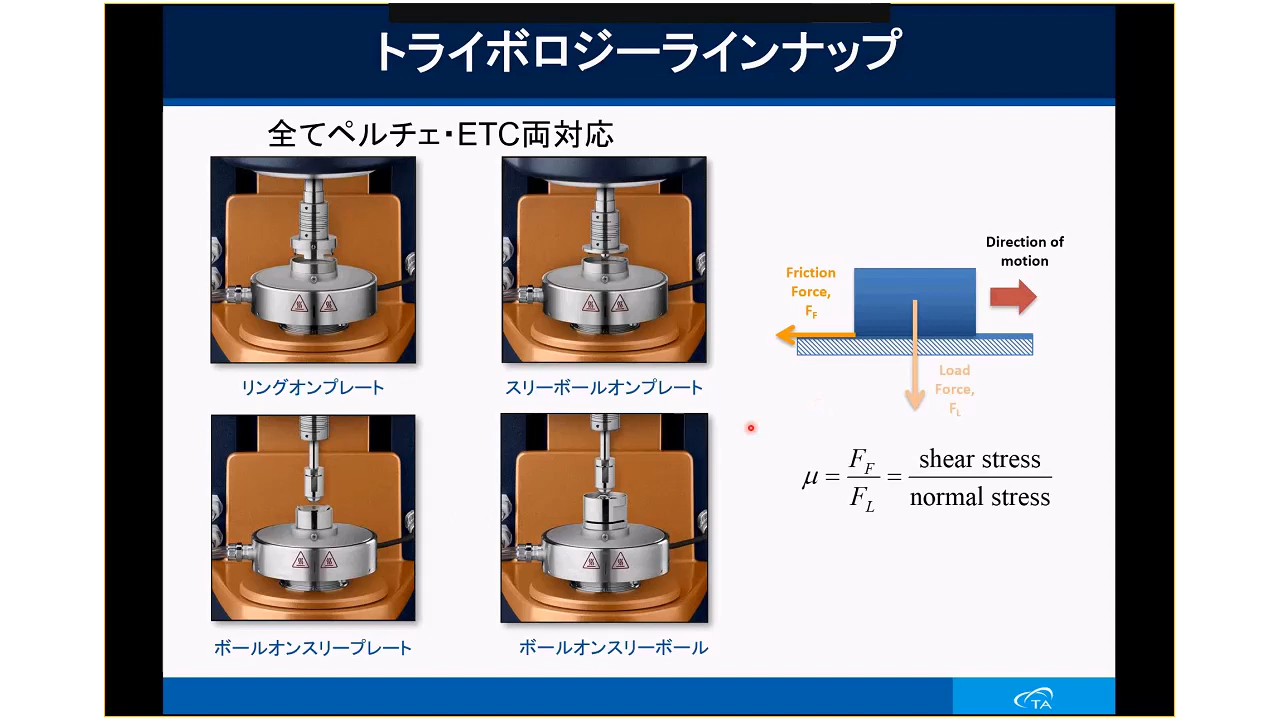 トライボロジーラインナップ
全てペルチェ・ETC両対応
リングオンプレート
スリーボールオンプレート
ボールオンスリープレート
ボールオンスリーボール
Direction of
motion
Friction
Force,
F_F
Load
Force,
F_L
μ = F_F / F_L = shear stress / normal stress
TA